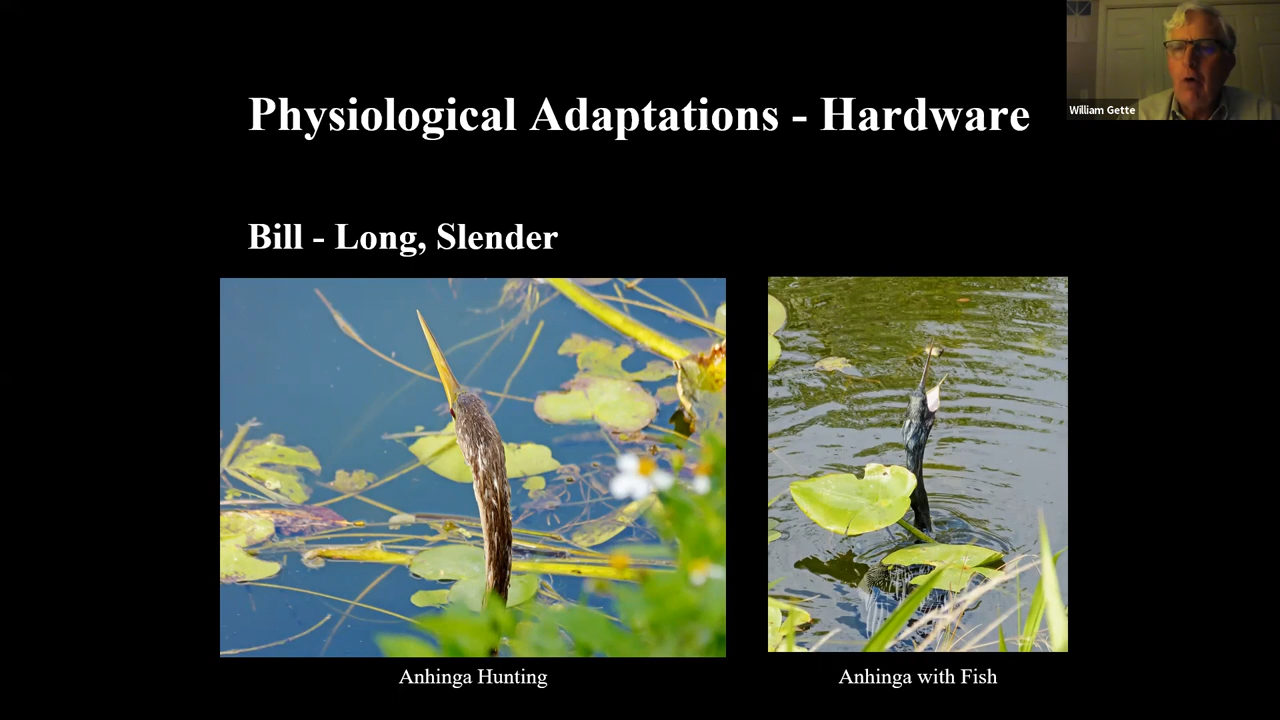 William Gette
Physiological Adaptations - Hardware
Bill - Long, Slender
Anhinga Hunting
Anhinga with Fish